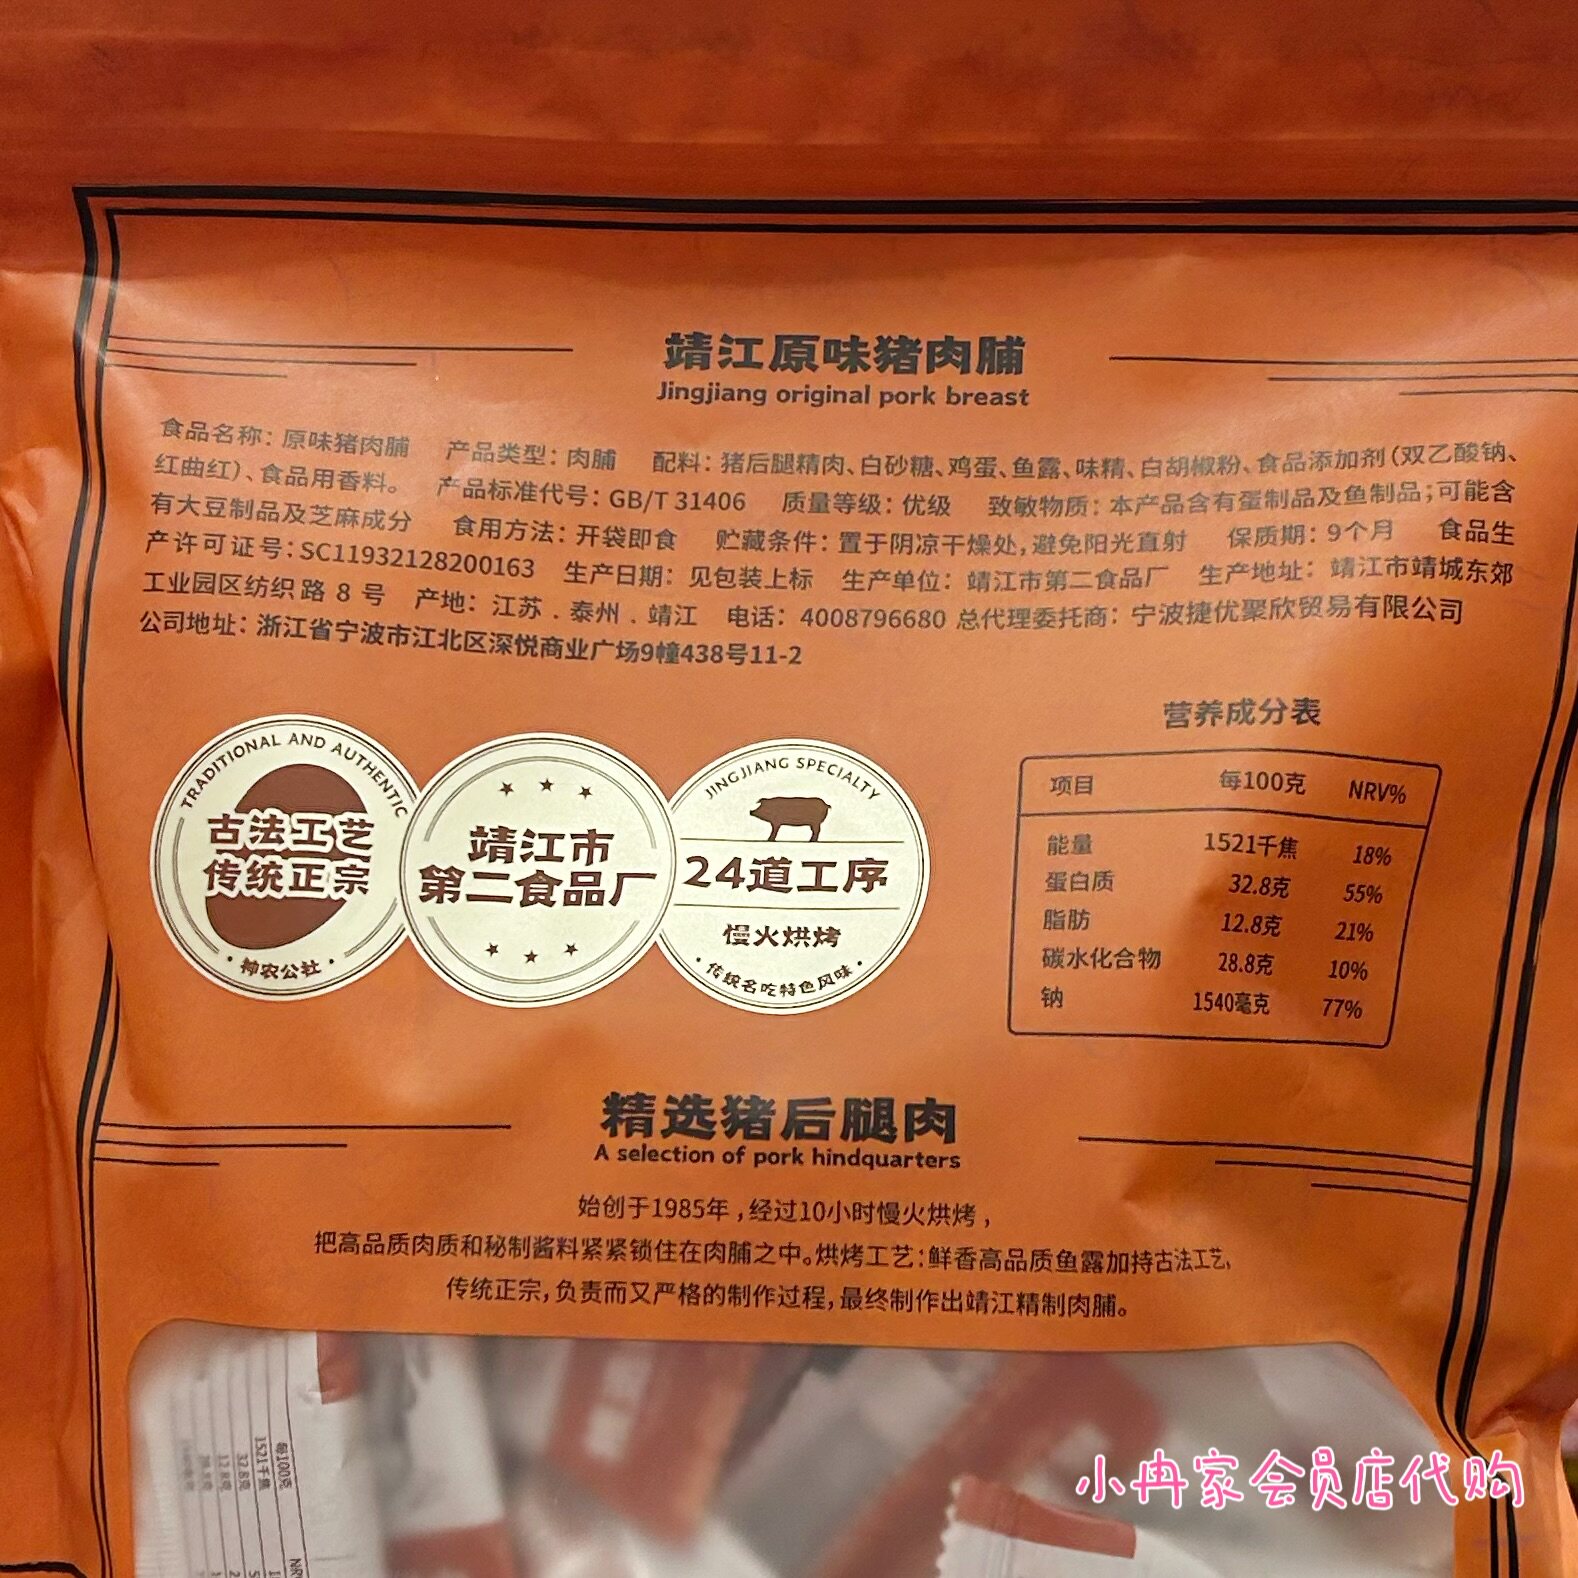 靖江原味猪肉脯
Jingjiang original pork breast
食品名称：原味猪肉脯 产品类型：肉脯 配料：猪后腿精肉、白砂糖、鸡蛋、鱼露、味精、白胡椒粉、食品添加剂（双乙酸钠、
红曲红）、食品用香料。 产品标准代号：GB/T 31406 质量等级：优级 致敏物质：本产品含有蛋制品及鱼制品；可能含
有大豆制品及芝麻成分 食用方法：开袋即食 贮藏条件：置于阴凉干燥处，避免阳光直射 保质期：9个月 食品生
产许可证号：SC11932128200163 生产日期：见包装上标 生产单位：靖江市第二食品厂 生产地址：靖江市靖城东郊
工业园区纺织路 8 号 产地：江苏．泰州．靖江 电话：4008796680 总代理委托商：宁波捷优聚欣贸易有限公司
公司地址：浙江省宁波市江北区深悦商业广场9幢438号11-2
TRADITIONAL AND AUTHENTIC
古法工艺
传统正宗
·神农公社·
靖江市
第二食品厂
JINGJIANG SPECIALTY
24道工序
慢火烘烤
·传统名吃特色风味·
营养成分表
项目 每100克 NRV%
能量 1521千焦 18%
蛋白质 32.8克 55%
脂肪 12.8克 21%
碳水化合物 28.8克 10%
钠 1540毫克 77%
精选猪后腿肉
A selection of pork hindquarters
始创于1985年，经过10小时慢火烘烤，
把高品质肉质和秘制酱料紧紧锁住在肉脯之中。烘烤工艺：鲜香高品质鱼露加持古法工艺，
传统正宗，负责而又严格的制作过程，最终制作出靖江精制肉脯。
每100克
1521千焦
32.8克
12.8克
小冉家会员店代购